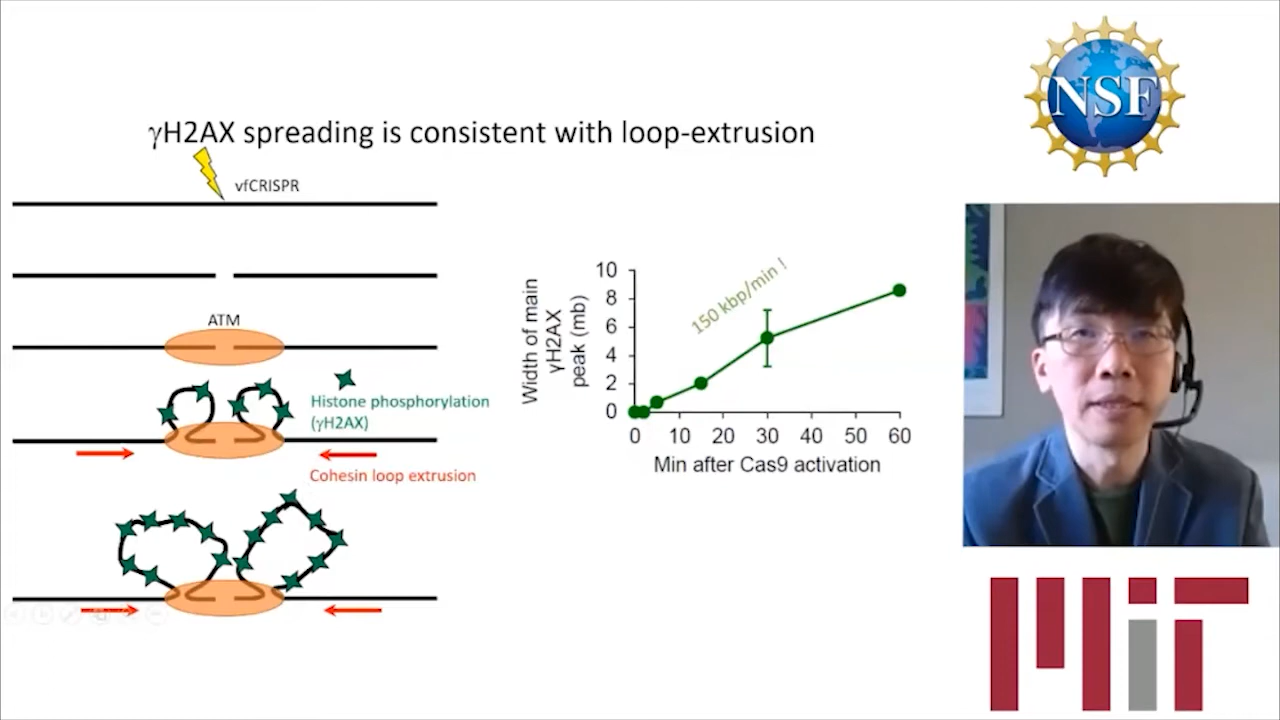 γH2AX spreading is consistent with loop-extrusion
vfCRISPR
ATM
Histone phosphorylation
(γH2AX)
Cohesin loop extrusion
Width of main
γH2AX
peak (mb)
10
8
6
4
2
0
150 kbp/min !
0 10 20 30 40 50 60
Min after Cas9 activation
NSF
MIT